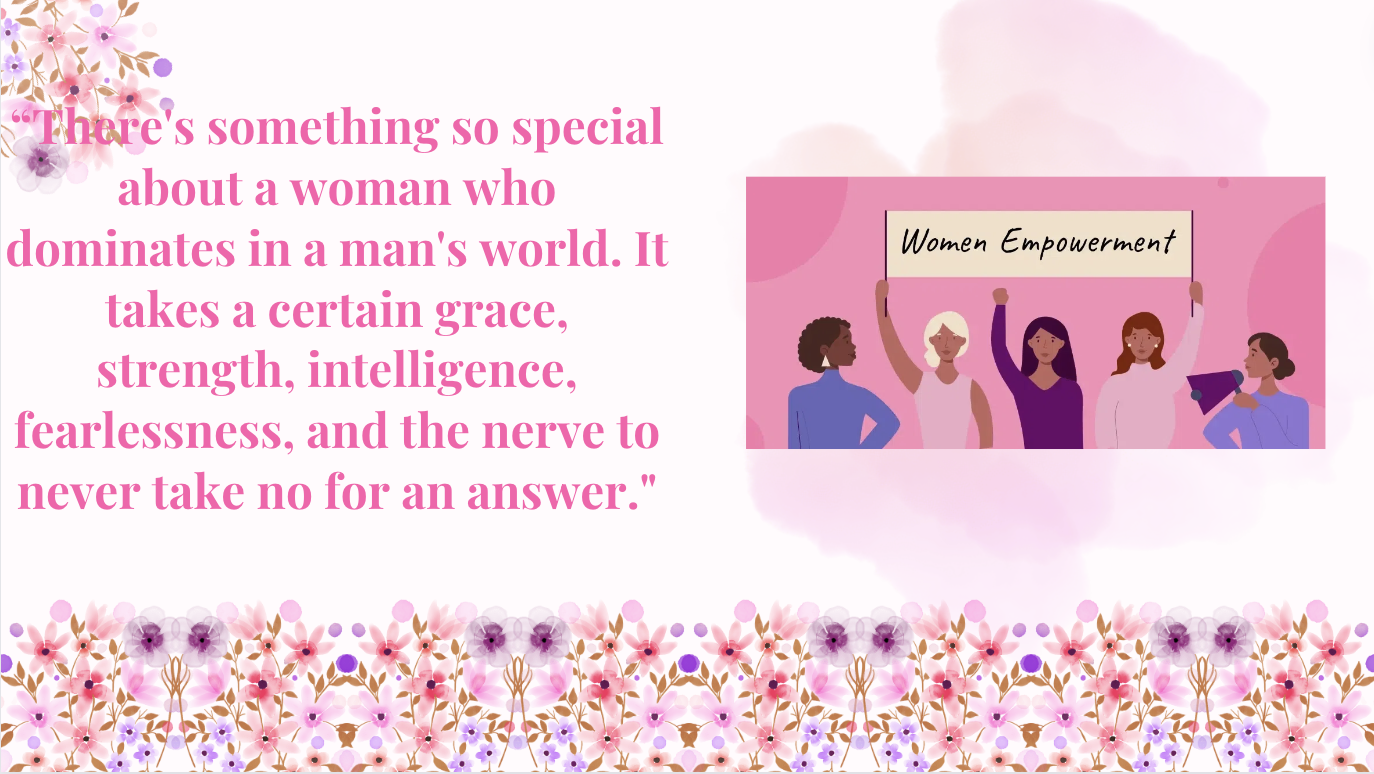 “There's something so special
about a woman who
dominates in a man's world. It
takes a certain grace,
strength, intelligence,
fearlessness, and the nerve to
never take no for an answer."
Women Empowerment